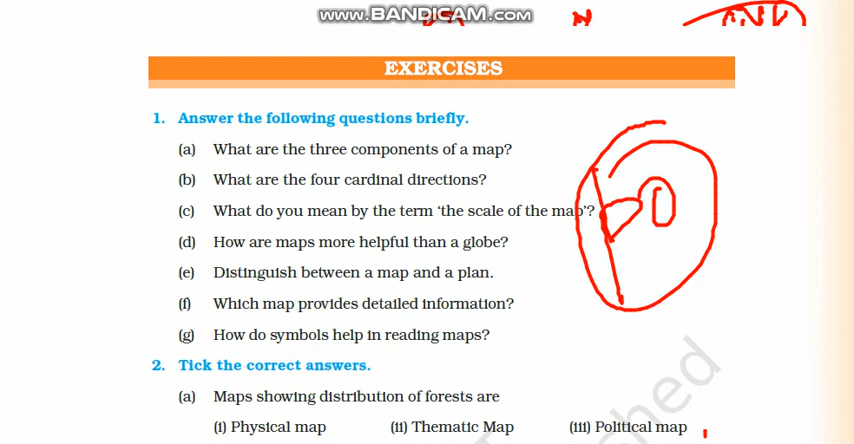 www.BANDICAM.com
N
EXERCISES
1. Answer the following questions briefly.
(a) What are the three components of a map?
(b) What are the four cardinal directions?
(c) What do you mean by the term ‘the scale of the map’?
(d) How are maps more helpful than a globe?
(e) Distinguish between a map and a plan.
(f) Which map provides detailed information?
(g) How do symbols help in reading maps?
2. Tick the correct answers.
(a) Maps showing distribution of forests are
(i) Physical map (ii) Thematic Map (iii) Political map